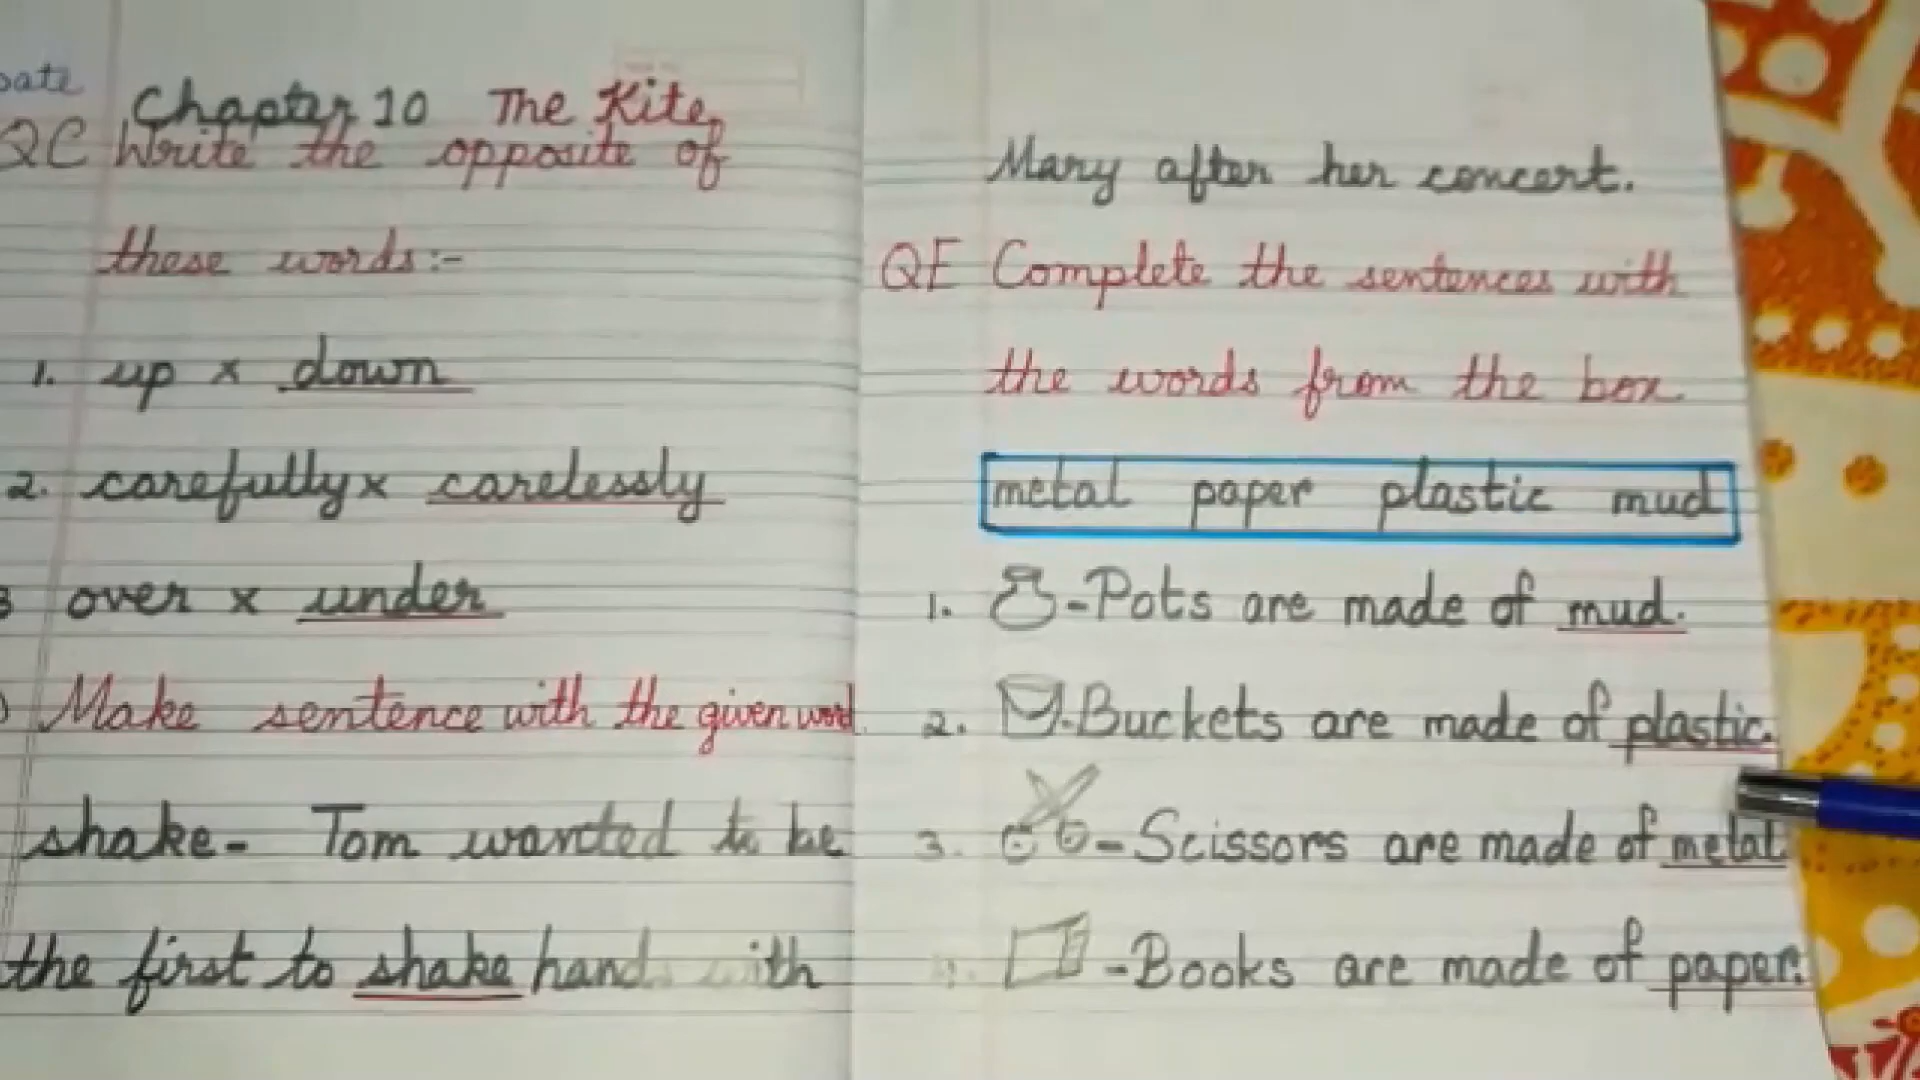 Date
Chapter 10 The Kite
QC Write the opposite of
these words:-
1. up x down
2. carefully x carelessly
3 over x under
Make sentence with the given word.
shake- Tom wanted to be
the first to shake hands with
Mary after her concert.
QE Complete the sentences with
the words from the box.
metal paper plastic mud
1. -Pots are made of mud.
2. -Buckets are made of plastic.
3. -Scissors are made of metal.
4. -Books are made of paper.